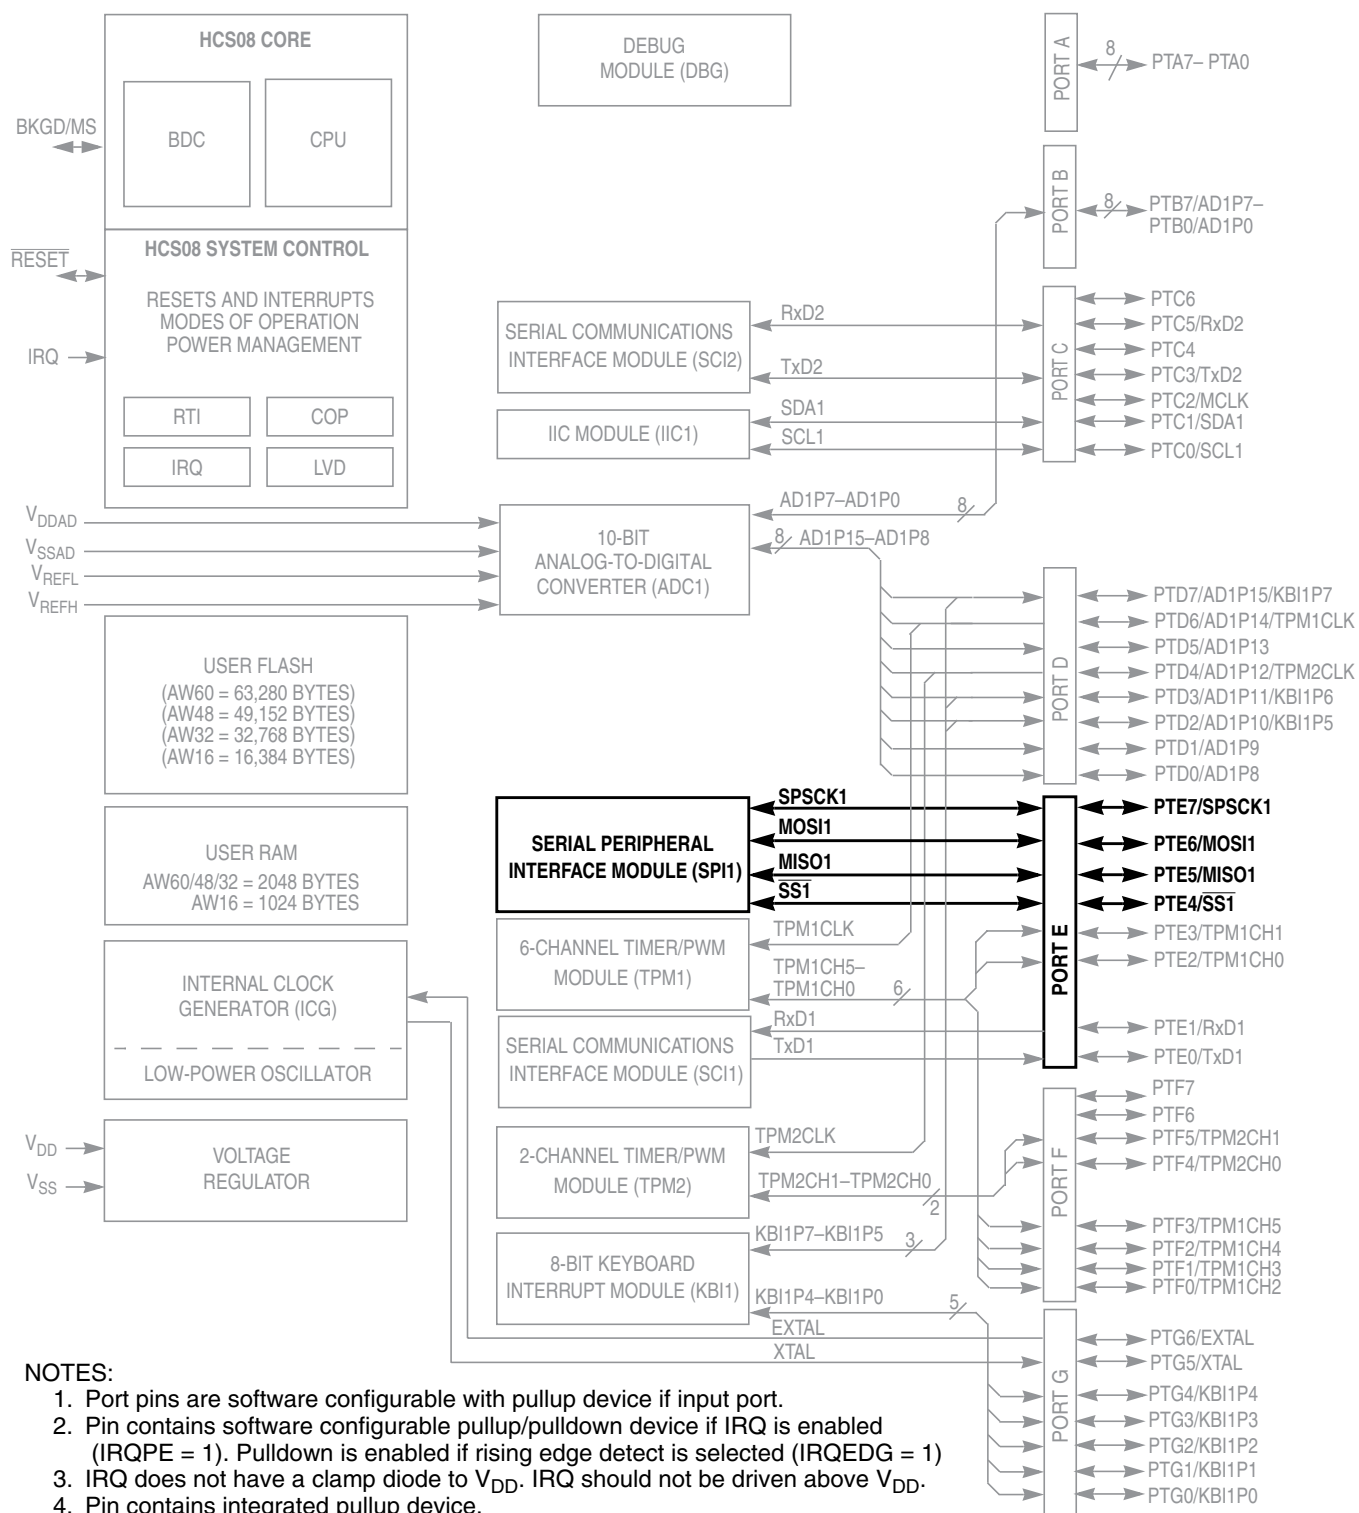 HCS08 CORE
BDC
CPU
BKGD/MS
HCS08 SYSTEM CONTROL
RESETS AND INTERRUPTS
MODES OF OPERATION
POWER MANAGEMENT
RESET
IRQ
RTI
COP
IRQ
LVD
VDDAD
VSSAD
VREFL
VREFH
USER FLASH
(AW60 = 63,280 BYTES)
(AW48 = 49,152 BYTES)
(AW32 = 32,768 BYTES)
(AW16 = 16,384 BYTES)
USER RAM
AW60/48/32 = 2048 BYTES
AW16 = 1024 BYTES
INTERNAL CLOCK
GENERATOR (ICG)
LOW-POWER OSCILLATOR
VDD
VSS
VOLTAGE
REGULATOR
DEBUG
MODULE (DBG)
SERIAL COMMUNICATIONS
INTERFACE MODULE (SCI2)
RxD2
TxD2
IIC MODULE (IIC1)
SDA1
SCL1
10-BIT
ANALOG-TO-DIGITAL
CONVERTER (ADC1)
AD1P7–AD1P0
8
8
AD1P15–AD1P8
SERIAL PERIPHERAL
INTERFACE MODULE (SPI1)
SPSCK1
MOSI1
MISO1
SS1
6-CHANNEL TIMER/PWM
MODULE (TPM1)
TPM1CLK
TPM1CH5–
TPM1CH0
6
SERIAL COMMUNICATIONS
INTERFACE MODULE (SCI1)
RxD1
TxD1
2-CHANNEL TIMER/PWM
MODULE (TPM2)
TPM2CLK
TPM2CH1–TPM2CH0
2
8-BIT KEYBOARD
INTERRUPT MODULE (KBI1)
KBI1P7–KBI1P5
3
KBI1P4–KBI1P0
5
EXTAL
XTAL
PORT A
8
PTA7– PTA0
PORT B
8
PTB7/AD1P7–
PTB0/AD1P0
PORT C
PTC6
PTC5/RxD2
PTC4
PTC3/TxD2
PTC2/MCLK
PTC1/SDA1
PTC0/SCL1
PORT D
PTD7/AD1P15/KBI1P7
PTD6/AD1P14/TPM1CLK
PTD5/AD1P13
PTD4/AD1P12/TPM2CLK
PTD3/AD1P11/KBI1P6
PTD2/AD1P10/KBI1P5
PTD1/AD1P9
PTD0/AD1P8
PORT E
PTE7/SPSCK1
PTE6/MOSI1
PTE5/MISO1
PTE4/SS1
PTE3/TPM1CH1
PTE2/TPM1CH0
PTE1/RxD1
PTE0/TxD1
PORT F
PTF7
PTF6
PTF5/TPM2CH1
PTF4/TPM2CH0
PTF3/TPM1CH5
PTF2/TPM1CH4
PTF1/TPM1CH3
PTF0/TPM1CH2
PORT G
PTG6/EXTAL
PTG5/XTAL
PTG4/KBI1P4
PTG3/KBI1P3
PTG2/KBI1P2
PTG1/KBI1P1
PTG0/KBI1P0
NOTES:
1. Port pins are software configurable with pullup device if input port.
2. Pin contains software configurable pullup/pulldown device if IRQ is enabled
(IRQPE = 1). Pulldown is enabled if rising edge detect is selected (IRQEDG = 1)
3. IRQ does not have a clamp diode to VDD. IRQ should not be driven above VDD.
4. Pin contains integrated pullup device.